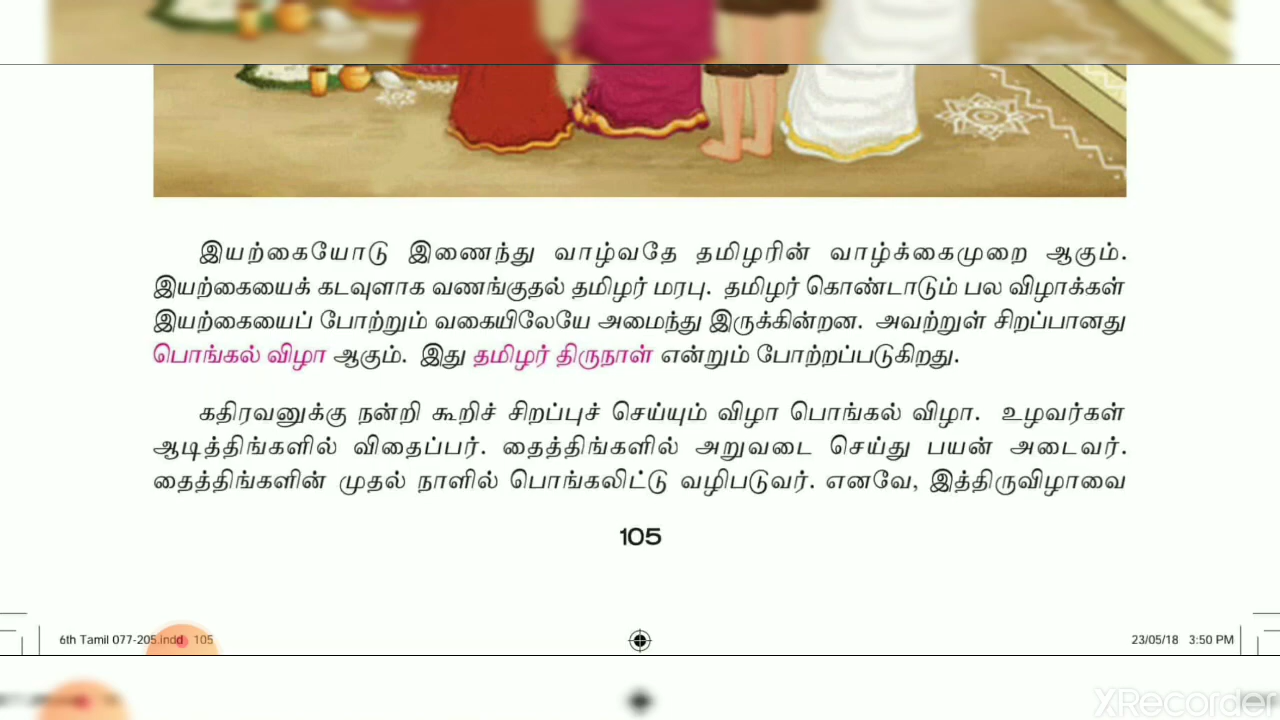 இயற்கையோடு இணைந்து வாழ்வதே தமிழரின் வாழ்க்கைமுறை ஆகும்.
இயற்கையைக் கடவுளாக வணங்குதல் தமிழர் மரபு. தமிழர் கொண்டாடும் பல விழாக்கள்
இயற்கையைப் போற்றும் வகையிலேயே அமைந்து இருக்கின்றன. அவற்றுள் சிறப்பானது
பொங்கல் விழா ஆகும். இது தமிழர் திருநாள் என்றும் போற்றப்படுகிறது.
கதிரவனுக்கு நன்றி கூறிச் சிறப்புச் செய்யும் விழா பொங்கல் விழா. உழவர்கள்
ஆடித்திங்களில் விதைப்பர். தைத்திங்களில் அறுவடை செய்து பயன் அடைவர்.
தைத்திங்களின் முதல் நாளில் பொங்கலிட்டு வழிபடுவர். எனவே, இத்திருவிழாவை
105
6th Tamil 077-205.indd 105
23/05/18 3:50 PM
XRecorder